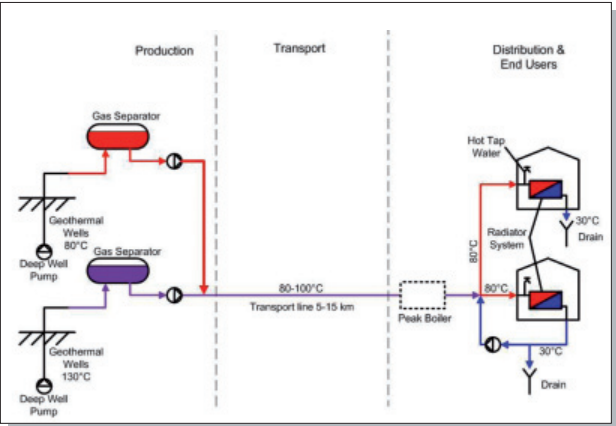 Production
Transport
Distribution &
End Users
Gas Separator
Hot Tap
Water
Geothermal
Wells
80°C
Deep Well
Pump
30°C
Drain
Radiator
System
80°C
Gas Separator
80-100°C
Transport line 5-15 km
Peak Boiler
80°C
30°C
Drain
Geothermal
Wells
130°C
Deep Well
Pump